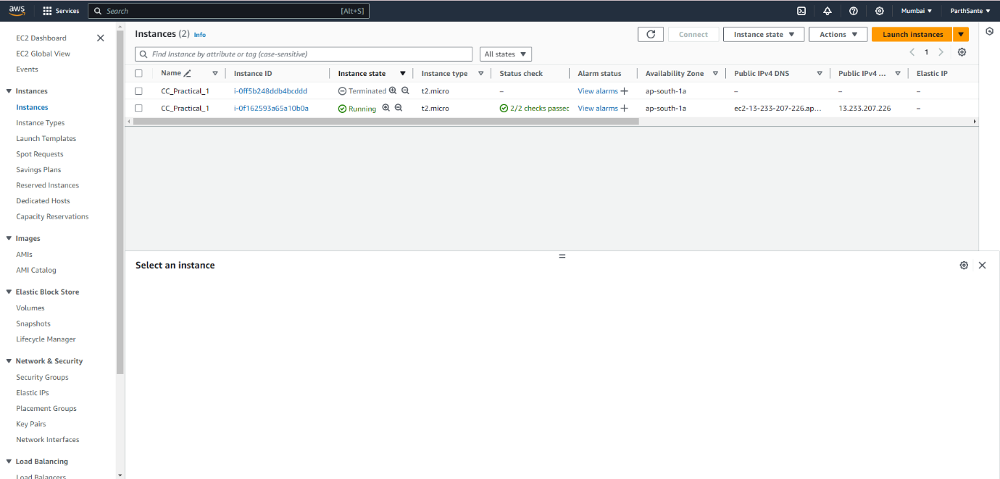 aws Services Search [Alt+S] Mumbai ▼ ParthSante ▼
EC2 Dashboard
EC2 Global View
Events
Instances
Instances
Instance Types
Launch Templates
Spot Requests
Savings Plans
Reserved Instances
Dedicated Hosts
Capacity Reservations
Images
AMIs
AMI Catalog
Elastic Block Store
Volumes
Snapshots
Lifecycle Manager
Network & Security
Security Groups
Elastic IPs
Placement Groups
Key Pairs
Network Interfaces
Load Balancing
Load Balancers
Instances (2) Info Connect Instance state ▼ Actions ▼ Launch instances ▼
Find Instance by attribute or tag (case-sensitive) All states ▼ 1
Name Instance ID Instance state Instance type Status check Alarm status Availability Zone Public IPv4 DNS Public IPv4 ... Elastic IP
CC_Practical_1 i-0ff5b248ddb4bcddd Terminated t2.micro – View alarms + ap-south-1a – – –
CC_Practical_1 i-0f162593a65a10b0a Running t2.micro 2/2 checks passec View alarms + ap-south-1a ec2-13-233-207-226.ap... 13.233.207.226 –
Select an instance